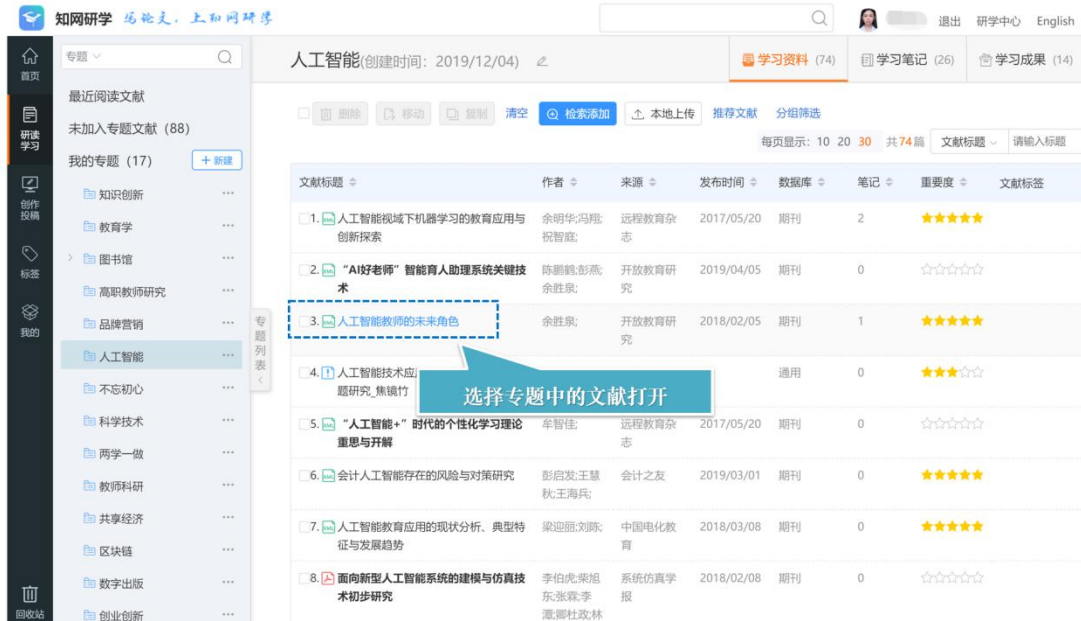 知网研学 写论文，上知网研学
退出 研学中心 English
首页
研读
学习
创作
投稿
标签
我的
回收站
专题
最近阅读文献
未加入专题文献 (88)
我的专题 (17) +新建
知识创新 ···
教育学 ···
图书馆 ···
高职教师研究 ···
品牌营销 ···
人工智能 ···
不忘初心 ···
科学技术 ···
两学一做 ···
教师科研 ···
共享经济 ···
区块链 ···
数字出版 ···
创业创新 ···
专题列表
人工智能(创建时间：2019/12/04)
学习资料 (74) 学习笔记 (26) 学习成果 (14)
删除 移动 复制 清空 检索添加 本地上传 推荐文献 分组筛选
每页显示：10 20 30 共74篇 文献标题 请输入标题
文献标题 作者 来源 发布时间 数据库 笔记 重要度 文献标签
1. 人工智能视域下机器学习的教育应用与 余明华;冯翔; 远程教育杂 2017/05/20 期刊 2 ★★★★★
创新探索 祝智庭; 志
2. “AI好老师”智能育人助理系统关键技 陈鹏鹤;彭燕; 开放教育研 2019/04/05 期刊 0 ☆☆☆☆☆
术 余胜泉; 究
3. 人工智能教师的未来角色 余胜泉; 开放教育研 2018/02/05 期刊 1 ★★★★★
究
4. 人工智能技术应 通用 0 ★★★☆☆
题研究_焦镜竹
选择专题中的文献打开
5. “人工智能+”时代的个性化学习理论 牟智佳; 远程教育杂 2017/05/20 期刊 0 ☆☆☆☆☆
重思与开解 志
6. 会计人工智能存在的风险与对策研究 彭启发;王慧 会计之友 2019/03/01 期刊 0 ★★★★★
秋;王海兵;
7. 人工智能教育应用的现状分析、典型特 梁迎丽;刘陈; 中国电化教 2018/03/08 期刊 0 ★★★★★
征与发展趋势 育
8. 面向新型人工智能系统的建模与仿真技 李伯虎;柴旭 系统仿真学 2018/02/08 期刊 0 ☆☆☆☆☆
术初步研究 东;张霖;李 报
潭;卿杜政;林